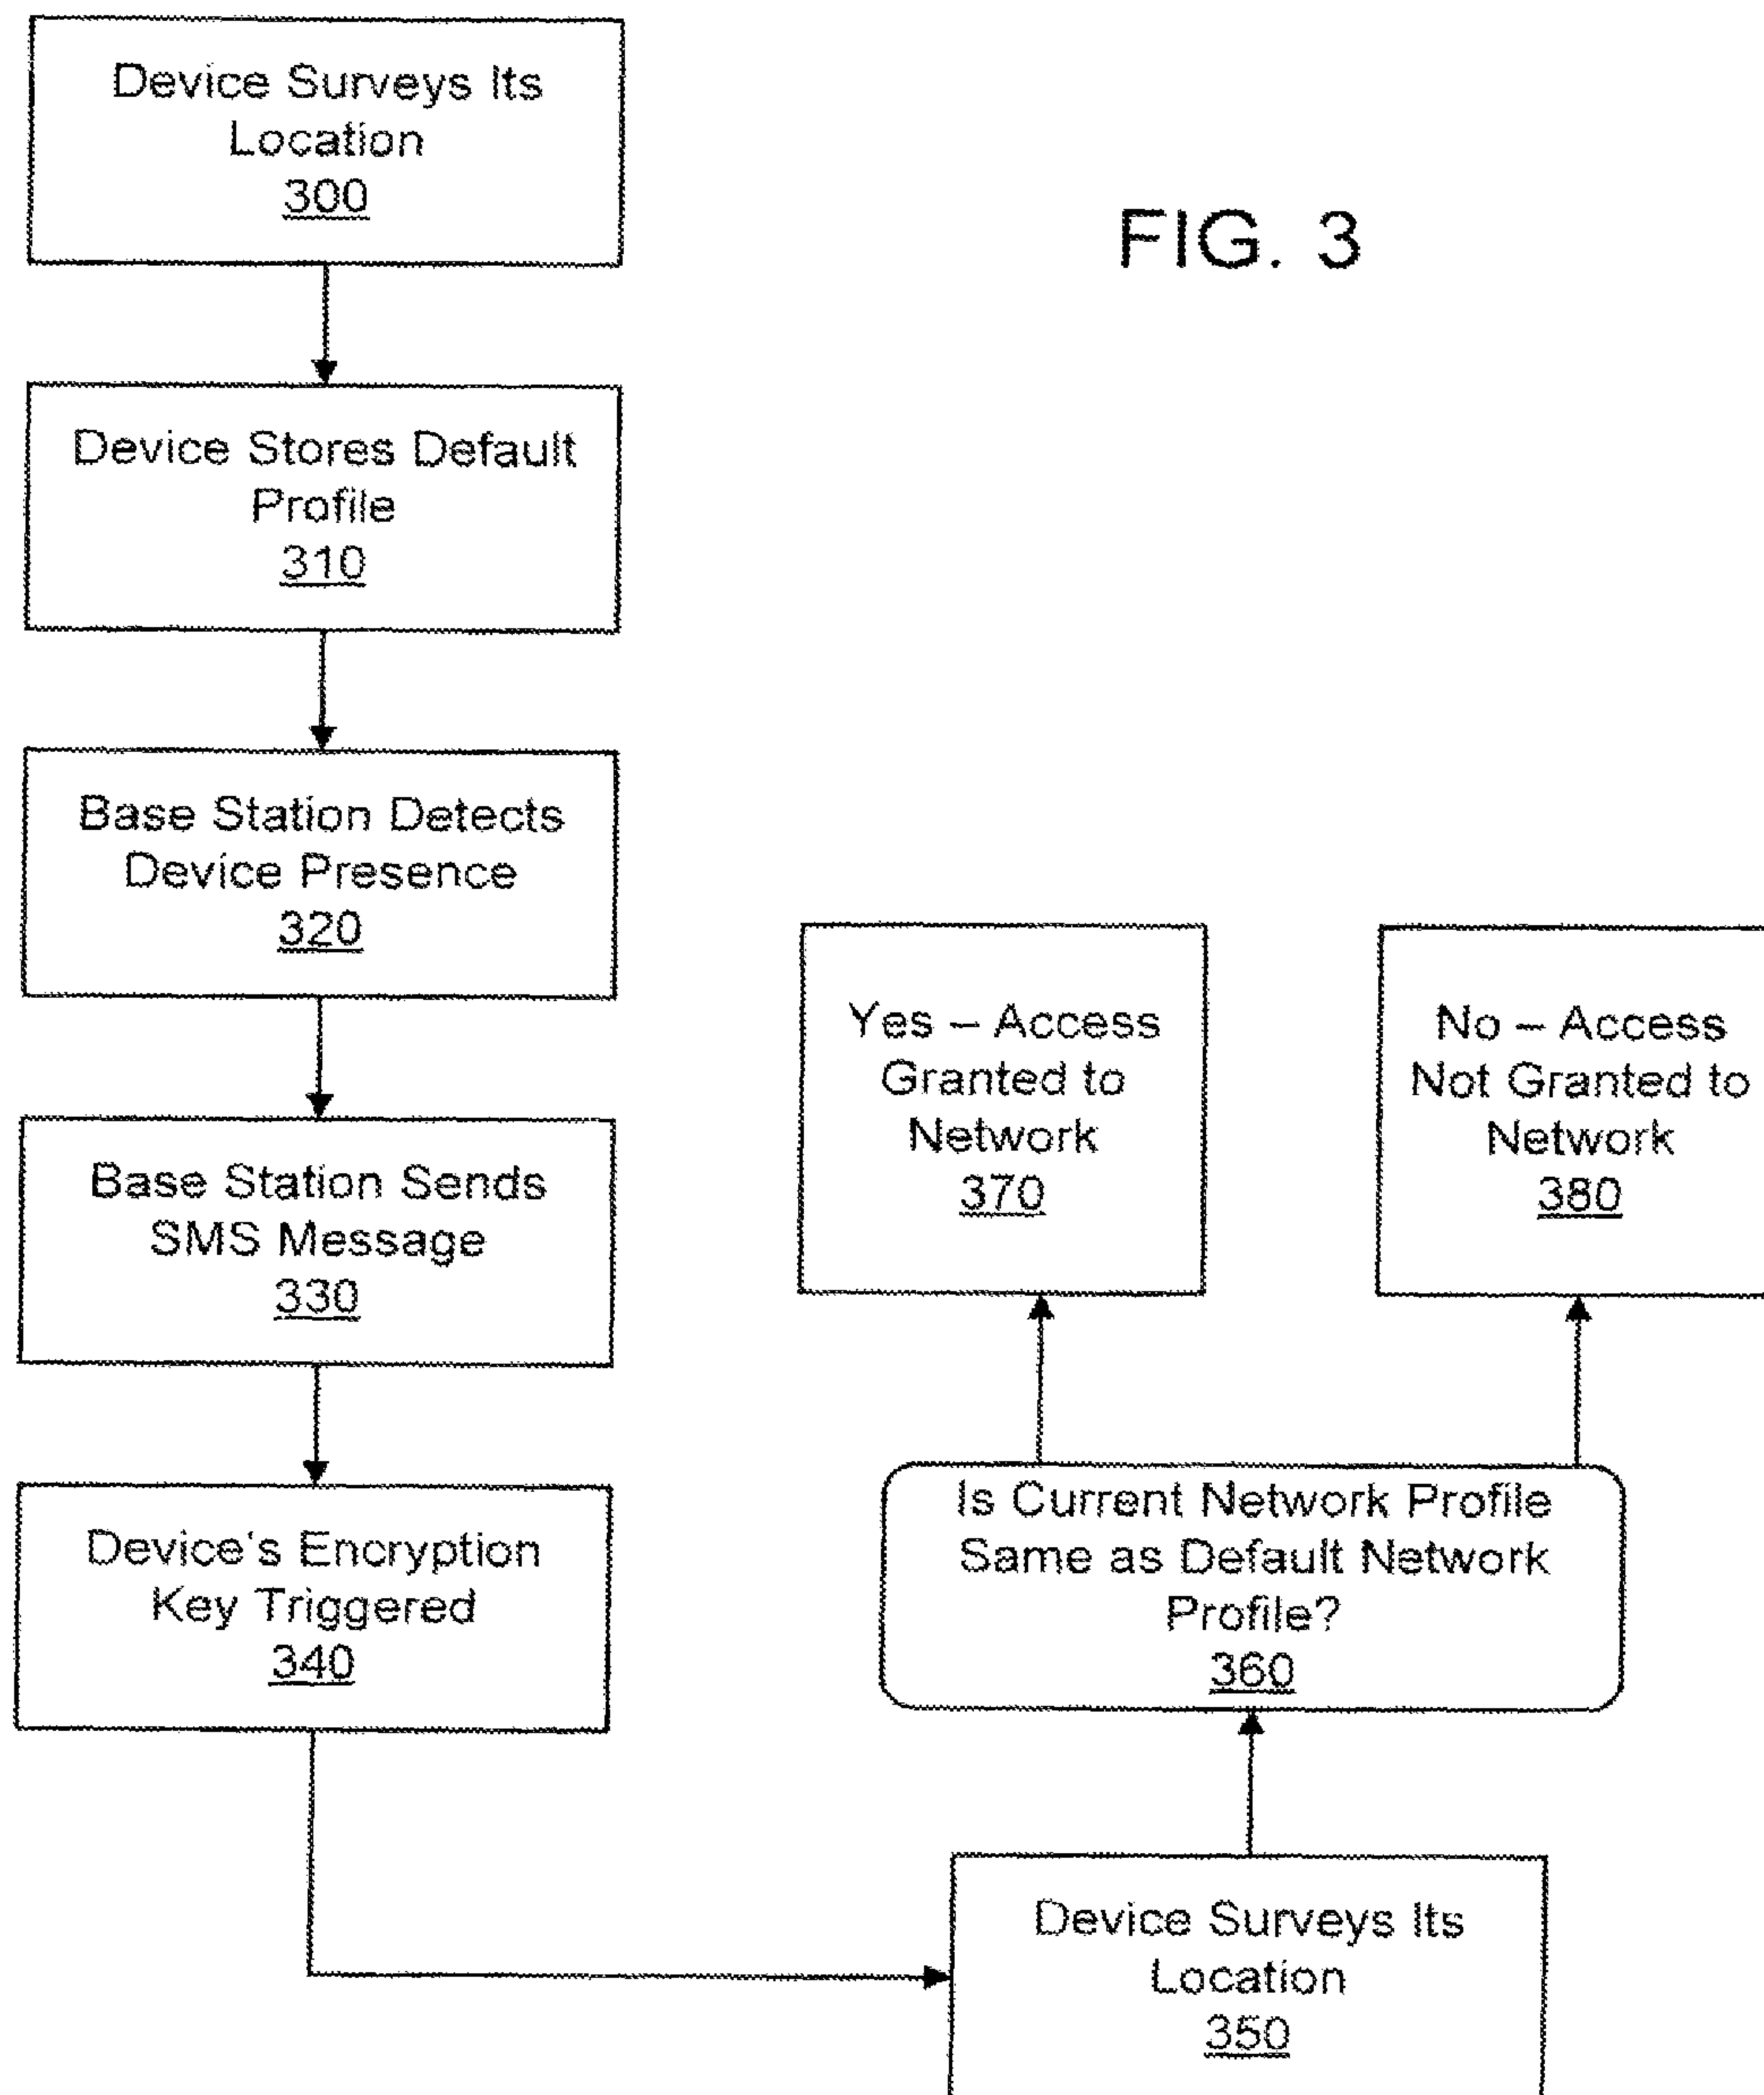 Device Surveys Its
Location
300
FIG. 3
Device Stores Default
Profile
310
Base Station Detects
Device Presence
320
Base Station Sends
SMS Message
330
Device's Encryption
Key Triggered
340
Device Surveys Its
Location
350
Is Current Network Profile
Same as Default Network
Profile?
360
Yes – Access
Granted to
Network
370
No – Access
Not Granted to
Network
380